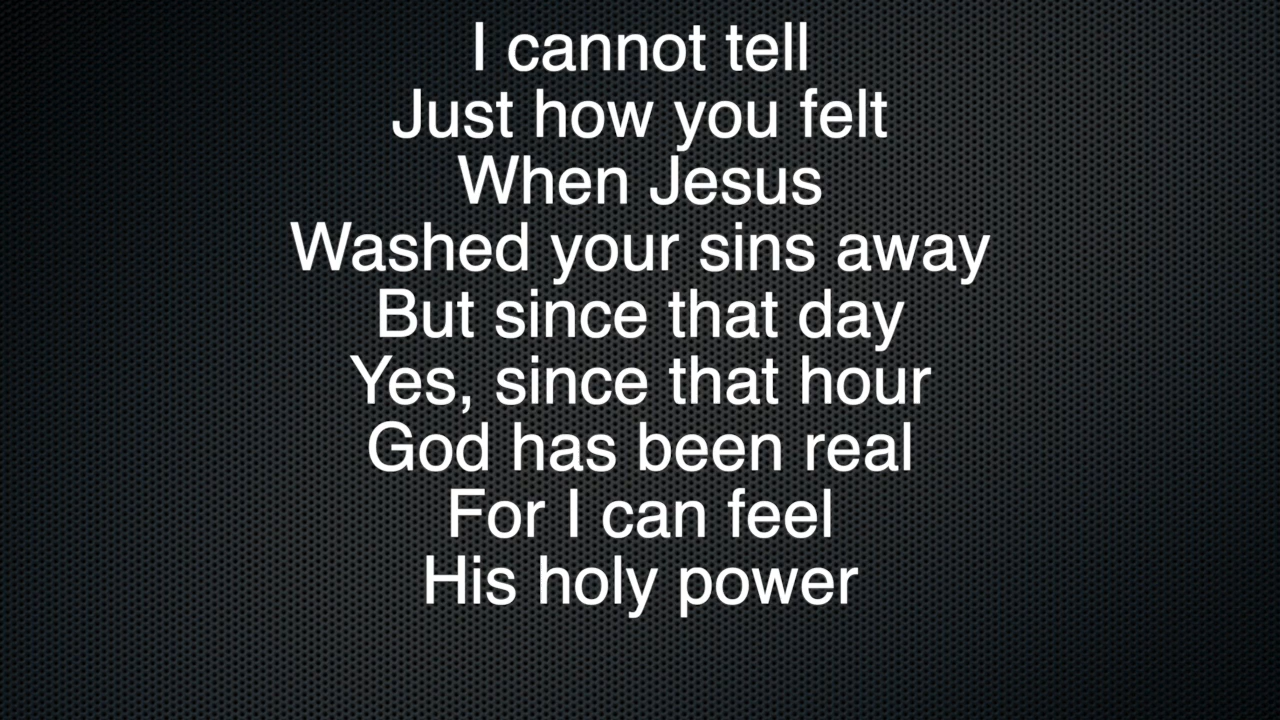 I cannot tell
Just how you felt
When Jesus
Washed your sins away
But since that day
Yes, since that hour
God has been real
For I can feel
His holy power